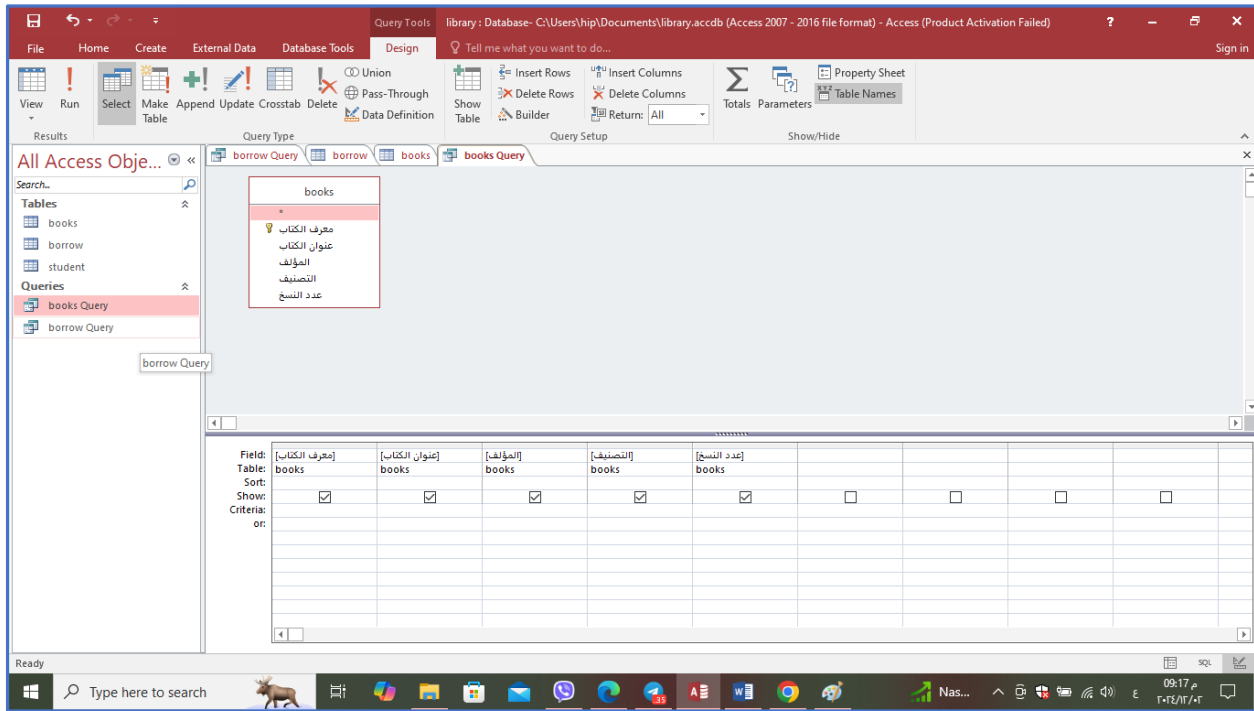 Query Tools
library : Database- C:\Users\hip\Documents\library.accdb (Access 2007 - 2016 file format) - Access (Product Activation Failed)
File Home Create External Data Database Tools Design Tell me what you want to do... Sign in
View
Run
Select
Make Table
Append
Update
Crosstab
Delete
Union
Pass-Through
Data Definition
Show Table
Insert Rows
Delete Rows
Builder
Insert Columns
Delete Columns
Return: All
Totals
Parameters
Property Sheet
Table Names
Results Query Type Query Setup Show/Hide
All Access Obje...
Search..
Tables
books
borrow
student
Queries
books Query
borrow Query
borrow Query
borrow Query borrow books books Query
books
*
معرف الكتاب
عنوان الكتاب
المؤلف
التصنيف
عدد النسخ
Field: [معرف الكتاب] [عنوان الكتاب] [المؤلف] [التصنيف] [عدد النسخ]
Table: books books books books books
Sort:
Show:
Criteria:
or:
Ready
SQL
Type here to search
35
Nas...
ع
09:17 م
٢٠٢٤/١٢/٠٢